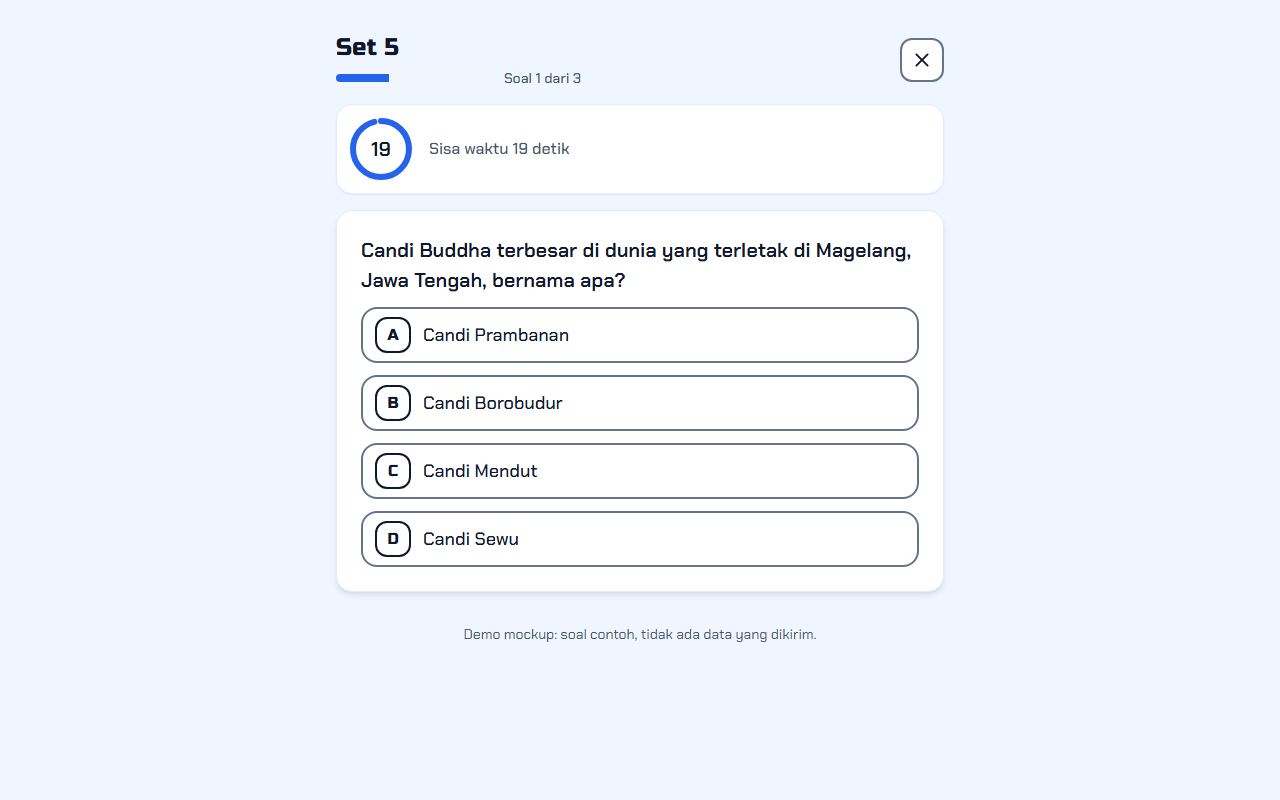 Set 5
Soal 1 dari 3
19
Sisa waktu 19 detik
Candi Buddha terbesar di dunia yang terletak di Magelang,
Jawa Tengah, bernama apa?
A Candi Prambanan
B Candi Borobudur
C Candi Mendut
D Candi Sewu
Demo mockup: soal contoh, tidak ada data yang dikirim.